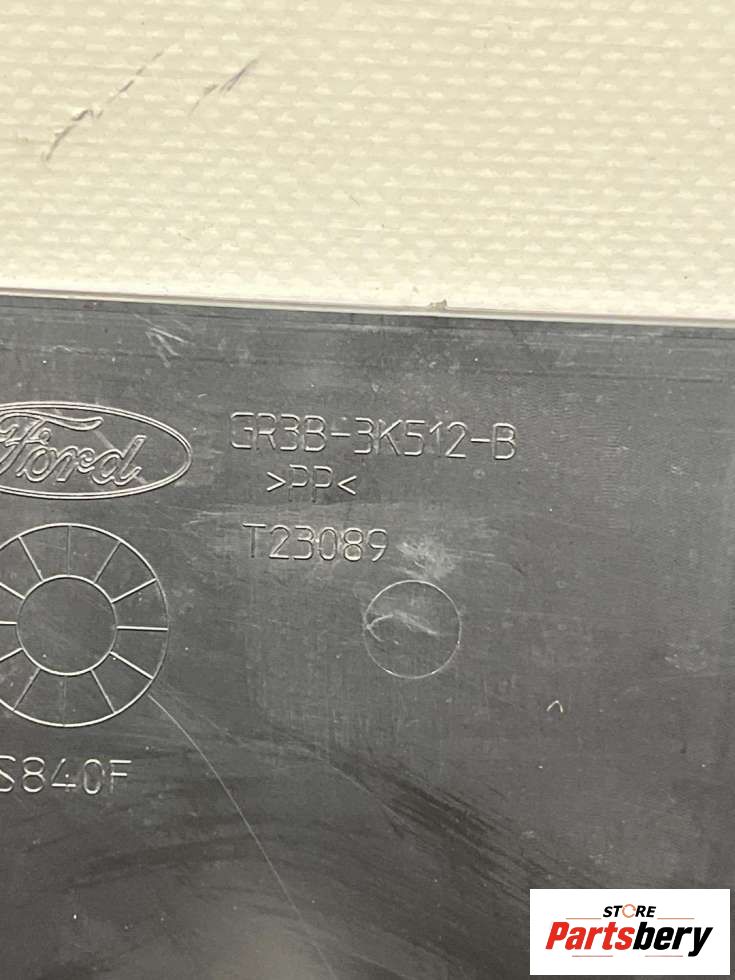 Ford
GR3B-3K512-B
>PP<
T23089
S840F
STORE
Partsbery